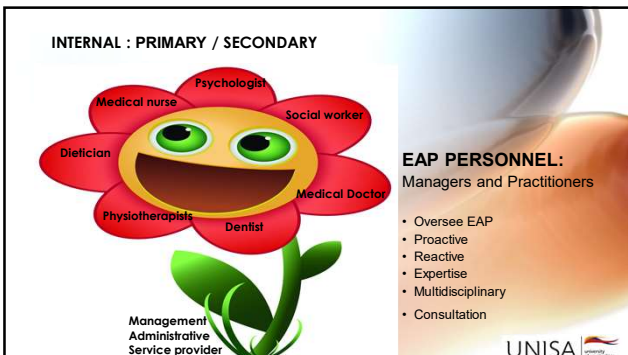 INTERNAL : PRIMARY / SECONDARY
Psychologist
Medical nurse
Social worker
Dietician
Medical Doctor
Physiotherapists
Dentist
Management
Administrative
Service provider
EAP PERSONNEL:
Managers and Practitioners
• Oversee EAP
• Proactive
• Reactive
• Expertise
• Multidisciplinary
• Consultation
UNISA
university